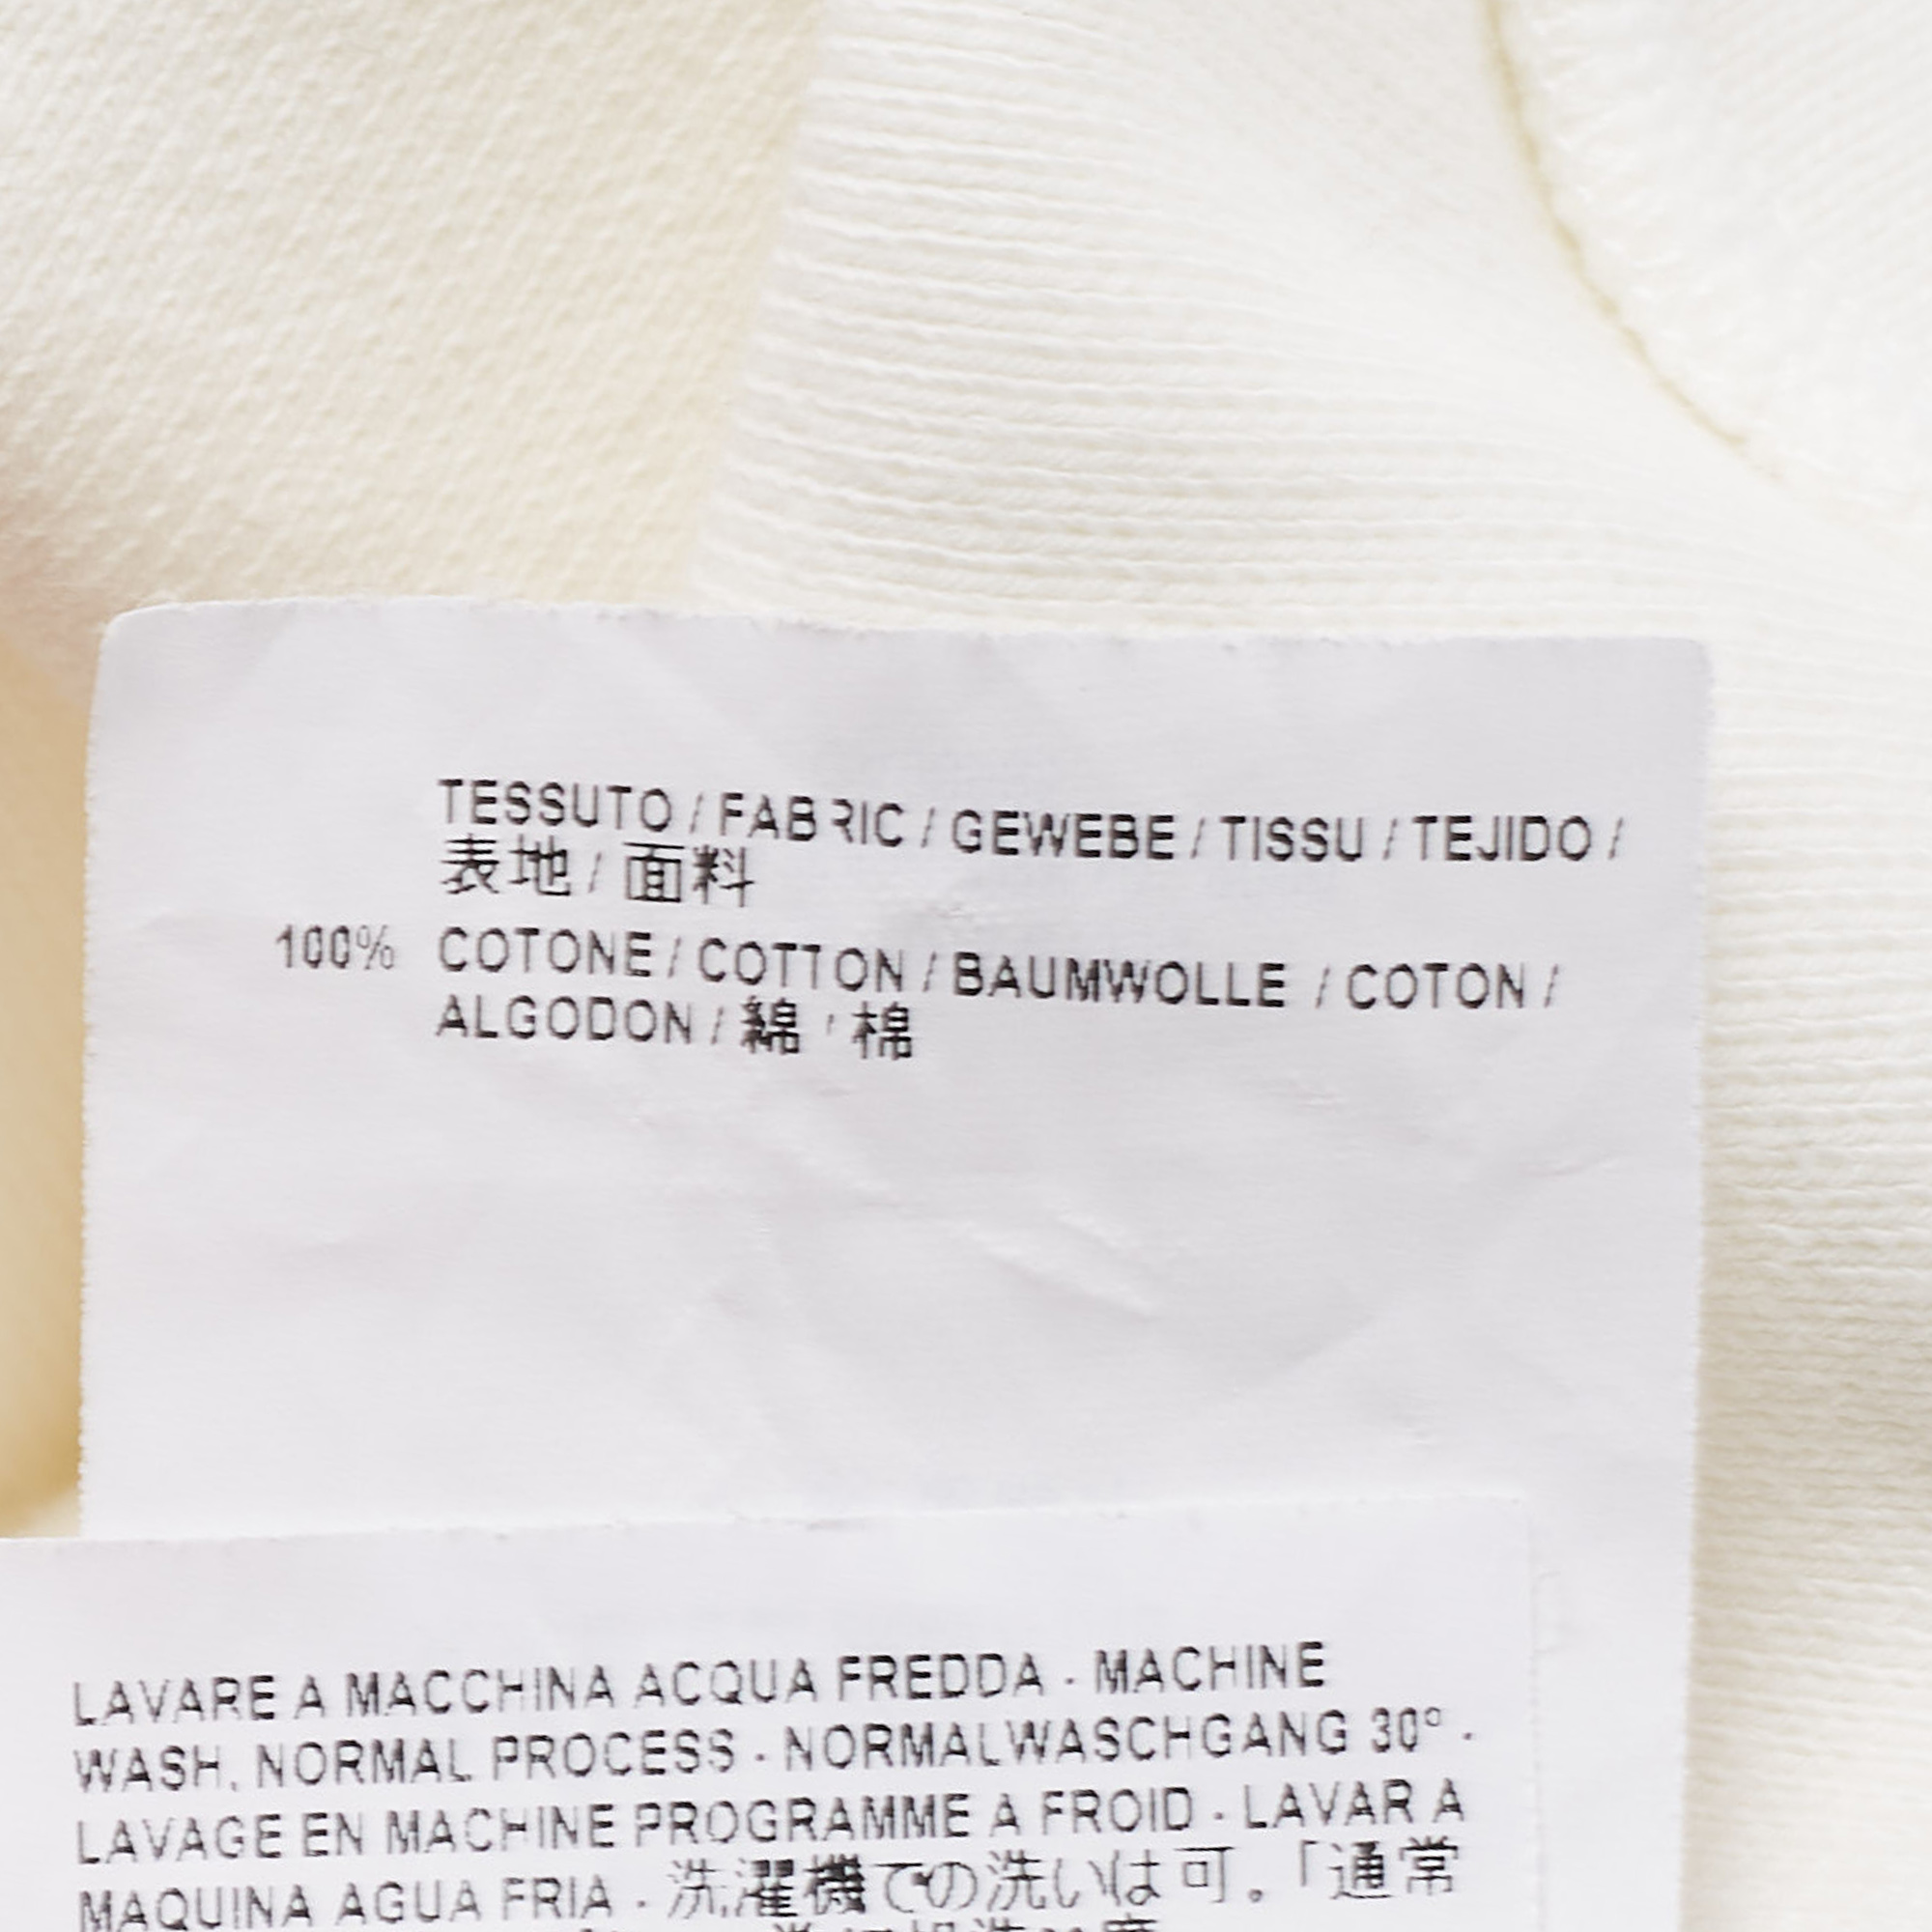 TESSUTO / FABRIC / GEWEBE / TISSU / TEJIDO /
表地 / 面料
100% COTONE / COTTON / BAUMWOLLE / COTON /
ALGODON / 綿 / 棉
LAVARE A MACCHINA ACQUA FREDDA - MACHINE
WASH, NORMAL PROCESS - NORMALWASCHGANG 30° -
LAVAGE EN MACHINE PROGRAMME A FROID - LAVAR A
MAQUINA AGUA FRIA - 洗濯機での洗いは可。「通常